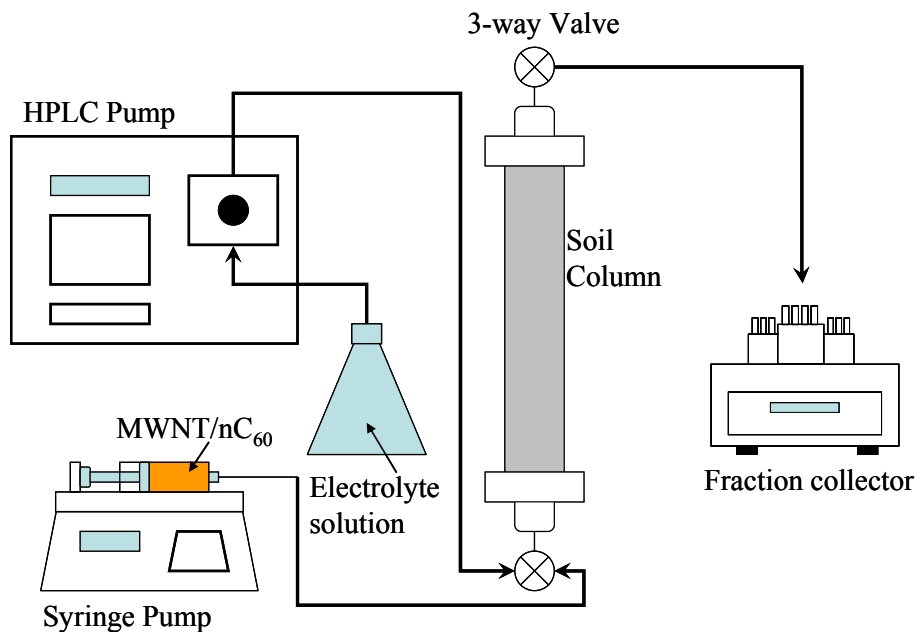 3-way Valve
HPLC Pump
Soil
Column
MWNT/nC₆₀
Electrolyte
solution
Fraction collector
Syringe Pump